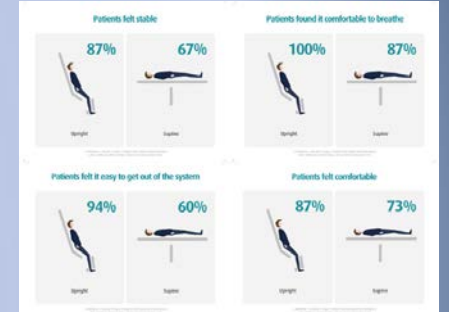 Patients felt stable
87%
67%
Upright
Supine
Patients found it comfortable to breathe
100%
87%
Upright
Supine
Patients felt it easy to get out of the system
94%
60%
Upright
Supine
Patients felt comfortable
87%
73%
Upright
Supine